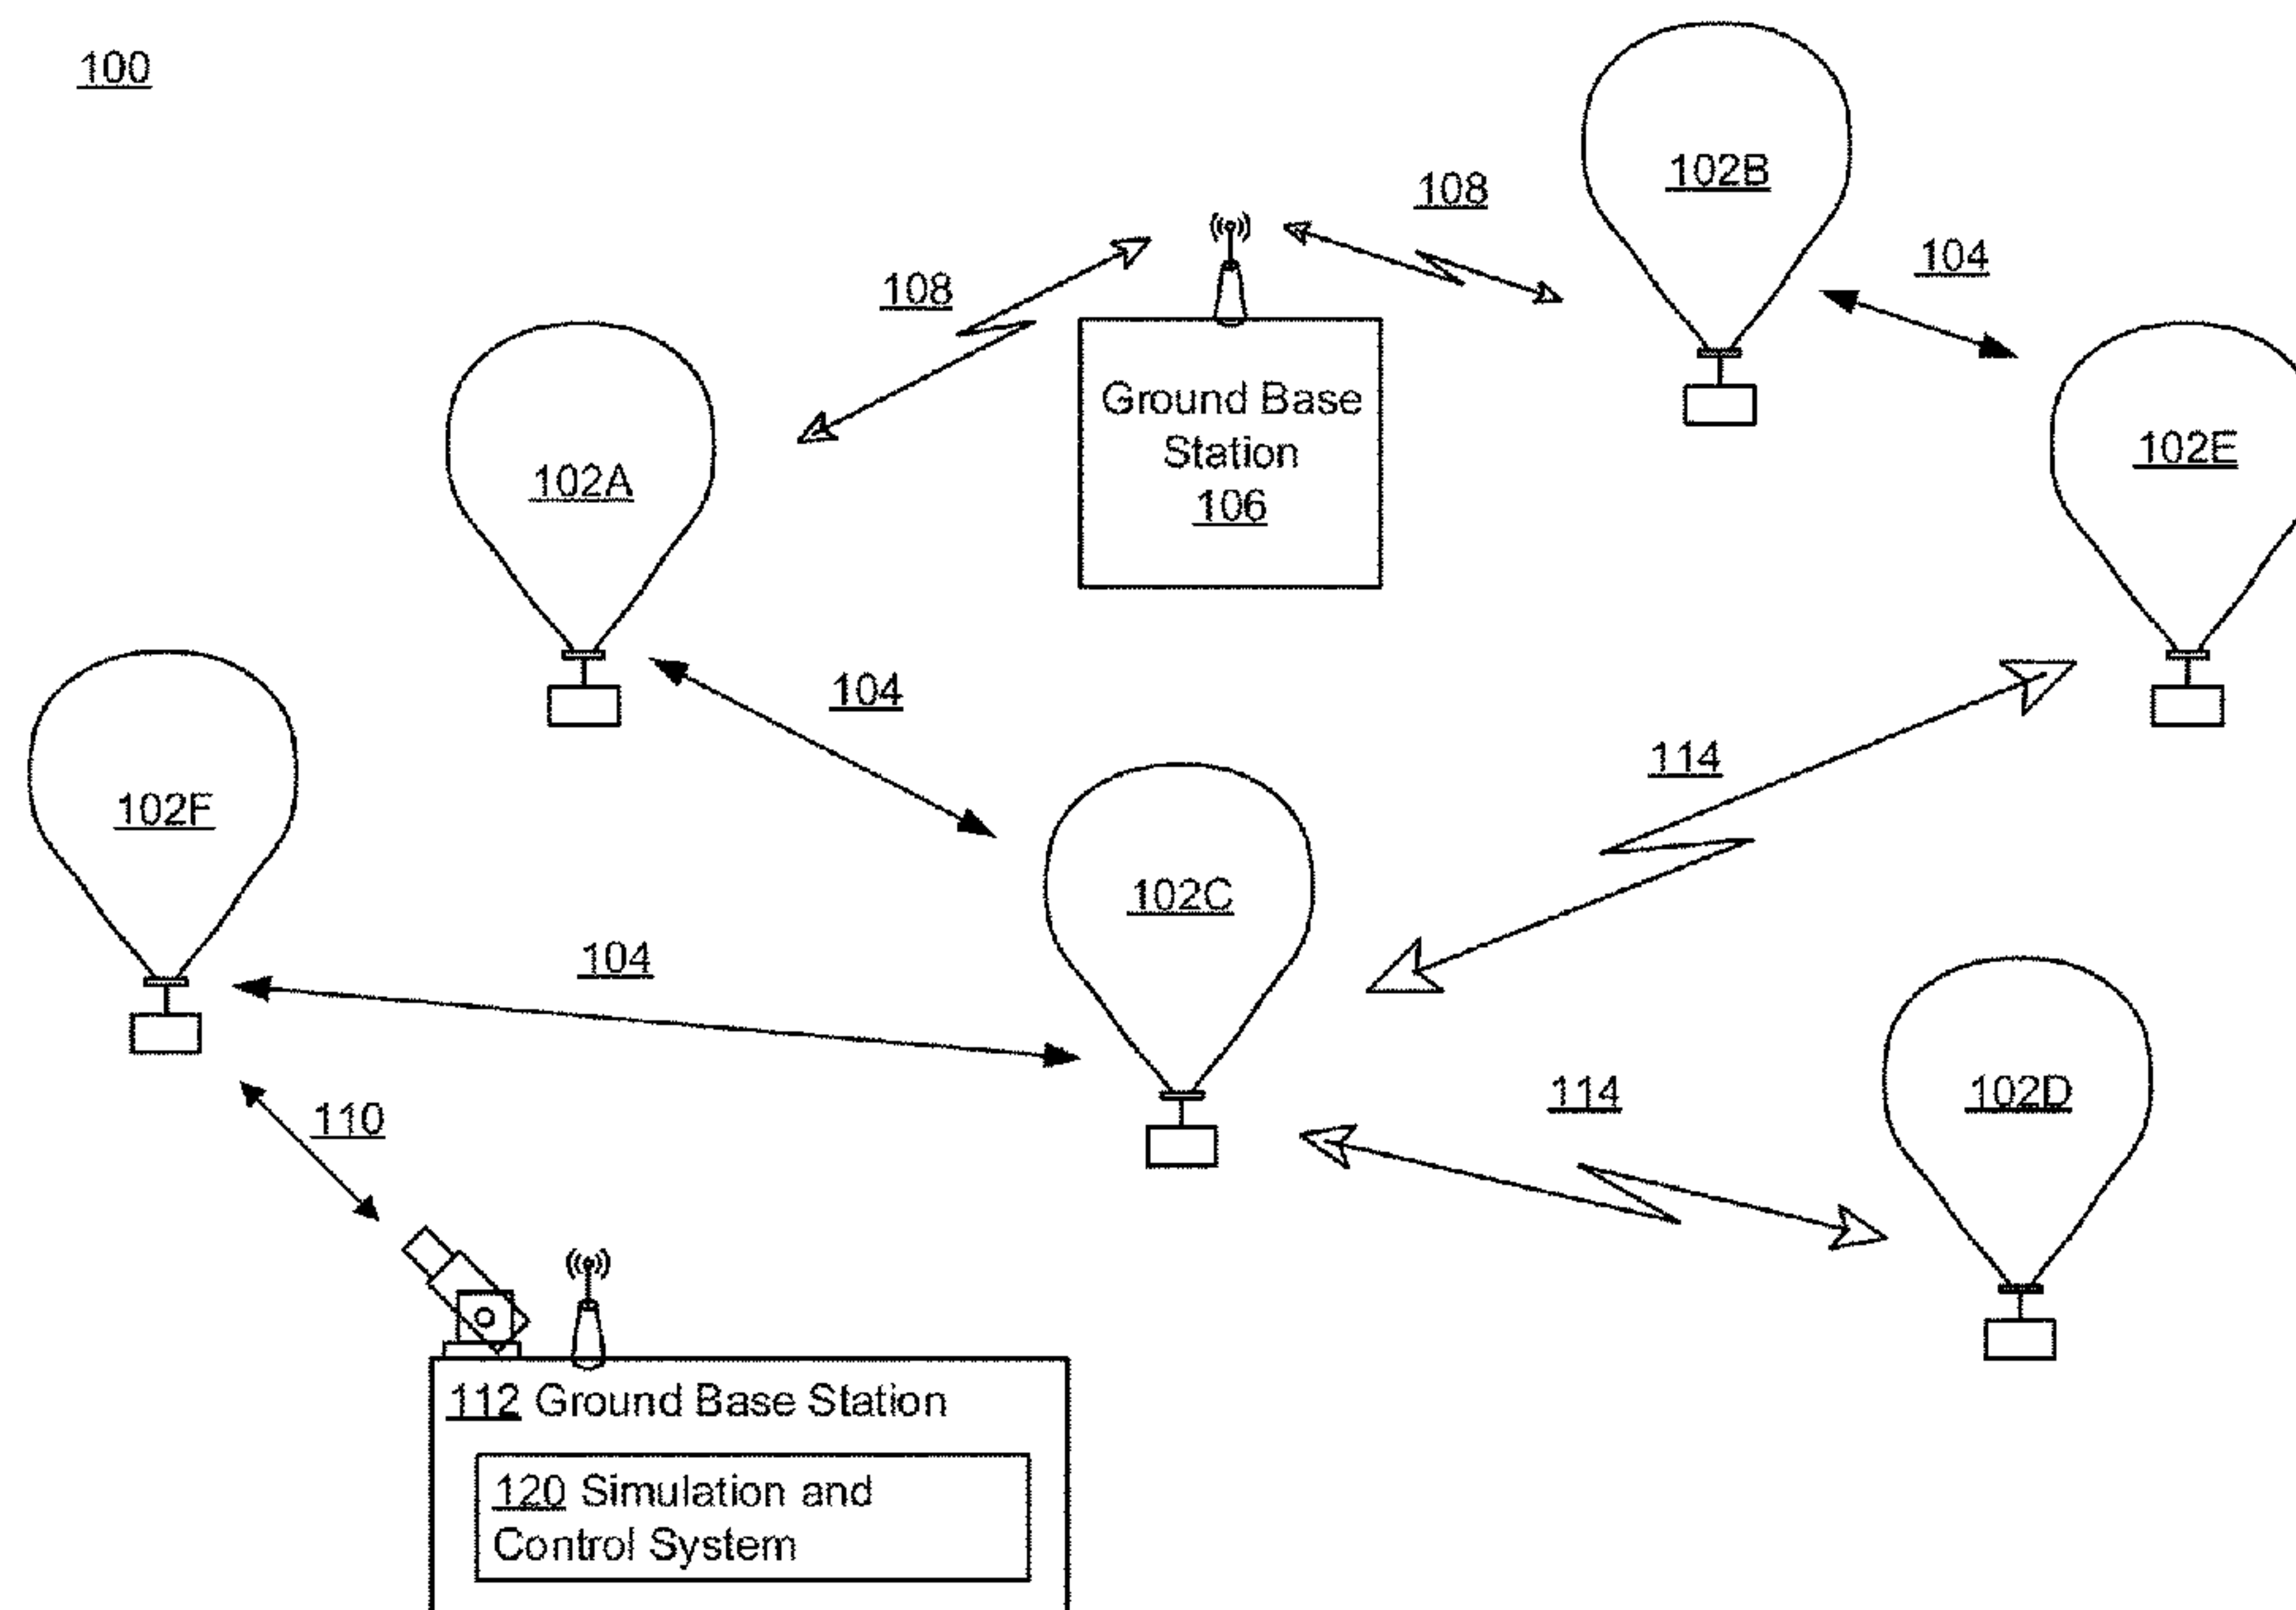 100
102B
108
104
108
Ground Base
Station
106
102E
102A
104
114
102F
102C
104
114
102D
110
112 Ground Base Station
120 Simulation and
Control System